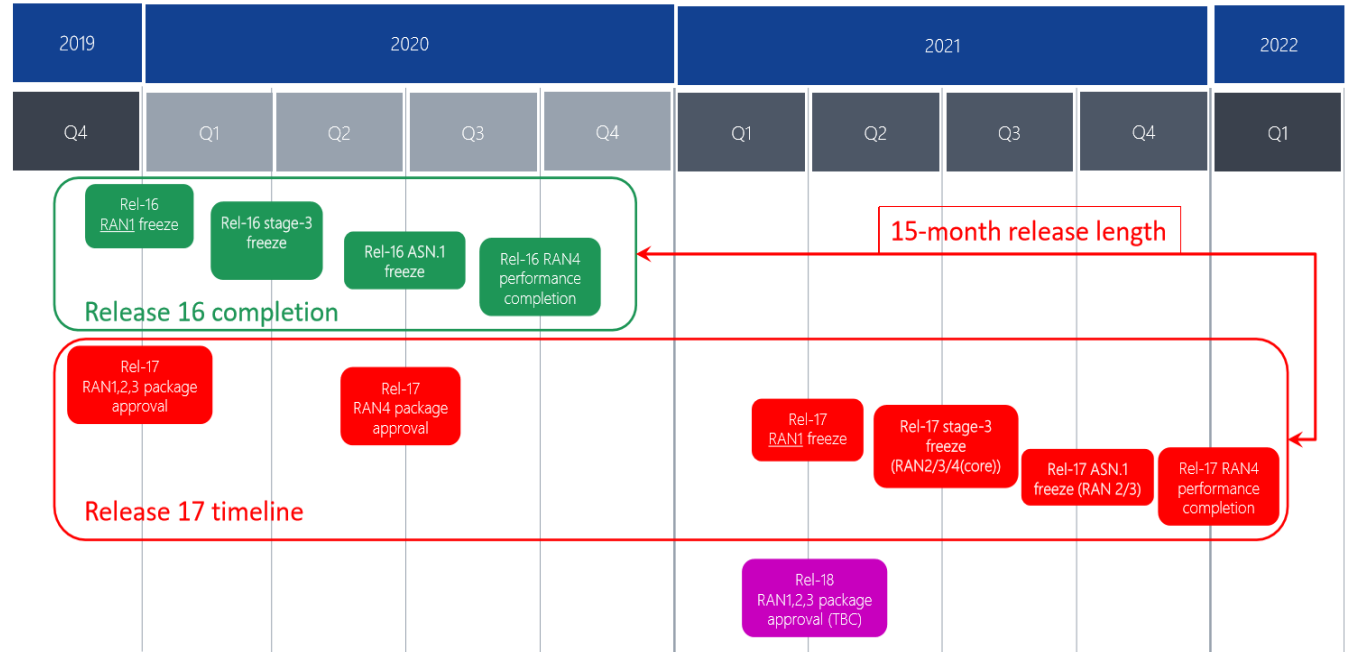 2019
2020
2021
2022
Q4
Q1
Q2
Q3
Q4
Q1
Q2
Q3
Q4
Q1
Rel-16
RAN1 freeze
Rel-16 stage-3
freeze
Rel-16 ASN.1
freeze
Rel-16 RAN4
performance
completion
15-month release length
Release 16 completion
Rel-17
RAN1,2,3 package
approval
Rel-17
RAN4 package
approval
Rel-17
RAN1 freeze
Rel-17 stage-3
freeze
(RAN2/3/4(core))
Rel-17 ASN.1
freeze (RAN 2/3)
Rel-17 RAN4
performance
completion
Release 17 timeline
Rel-18
RAN1,2,3 package
approval (TBC)